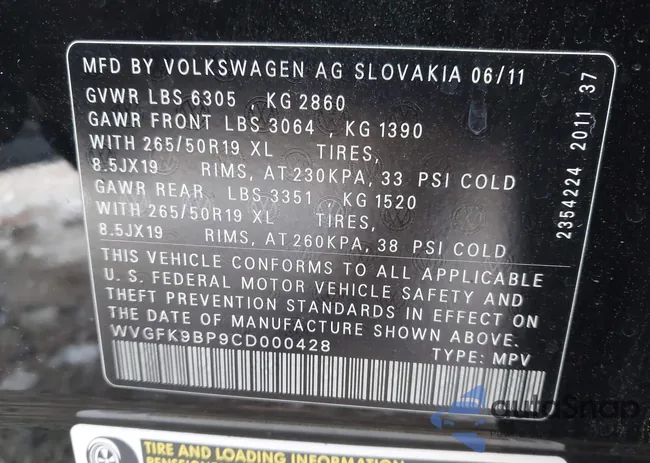 MFD BY VOLKSWAGEN AG SLOVAKIA 06/11
GVWR LBS 6305 KG 2860
GAWR FRONT LBS 3064 , KG 1390
WITH 265/50R19 XL TIRES,
8.5JX19 RIMS, AT 230KPA, 33 PSI COLD
GAWR REAR LBS 3351 KG 1520
WITH 265/50R19 XL TIRES,
8.5JX19 RIMS, AT 260KPA, 38 PSI COLD
THIS VEHICLE CONFORMS TO ALL APPLICABLE
U. S. FEDERAL MOTOR VEHICLE SAFETY AND
THEFT PREVENTION STANDARDS IN EFFECT ON
THE DATE OF MANUFACTURE SHOWN ABOVE.
WVGFK9BP9CD000428 TYPE: MPV
2354224 2011 37
autoSnap
TIRE AND LOADING INFORMATION